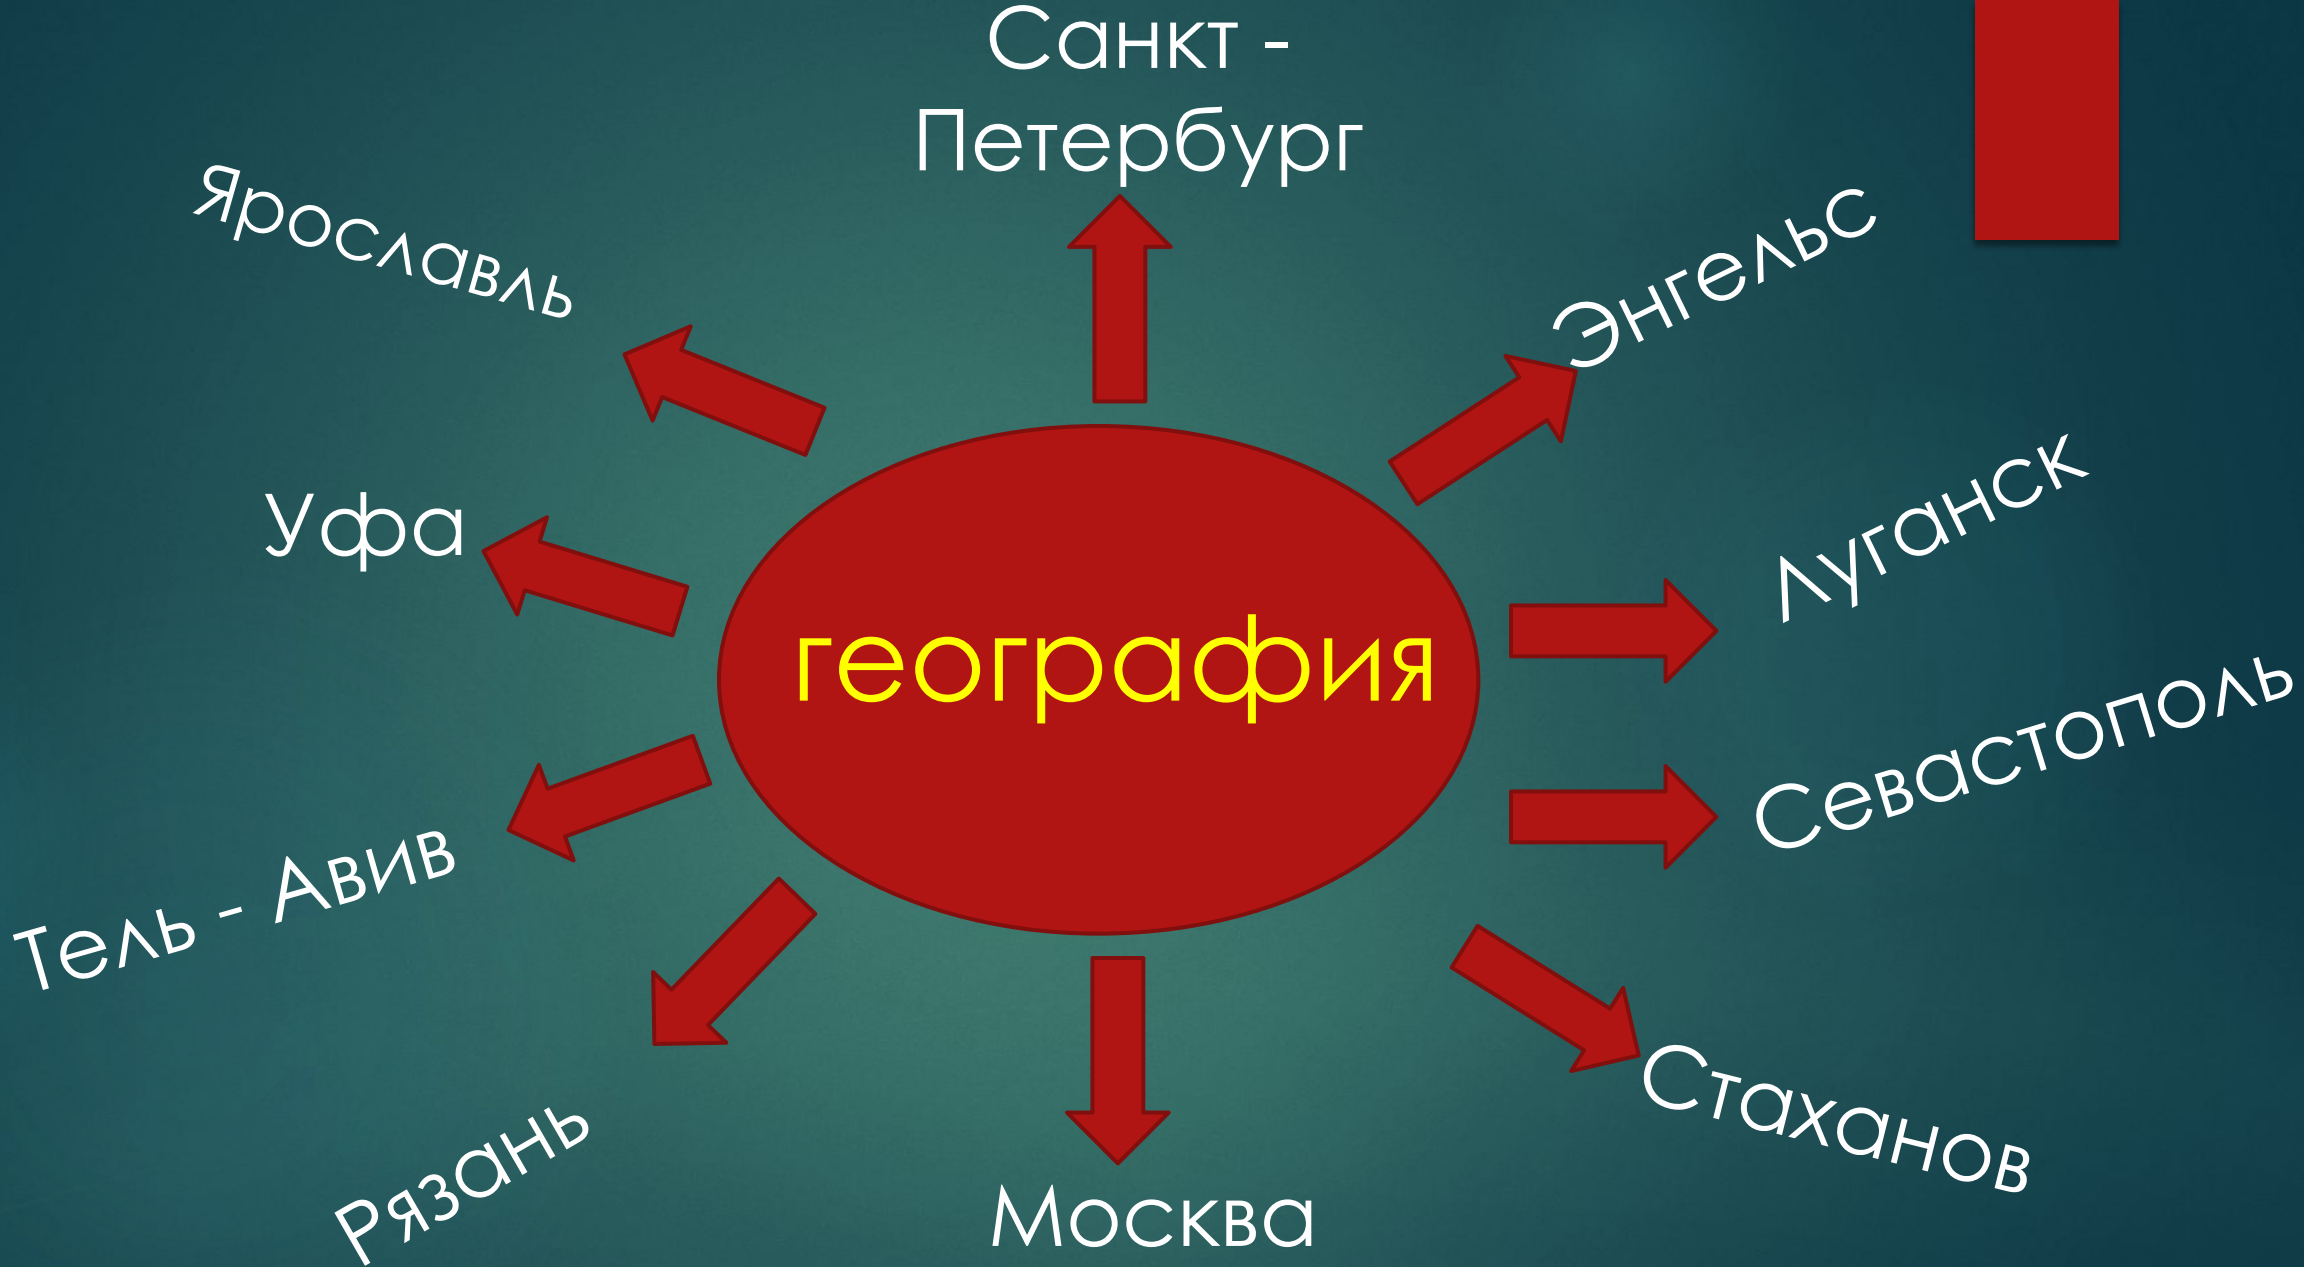 Санкт -
Петербург
Ярославль
Энгельс
Уфа
Луганск
география
Севастополь
Тель - Авив
Стаханов
Рязань
Москва